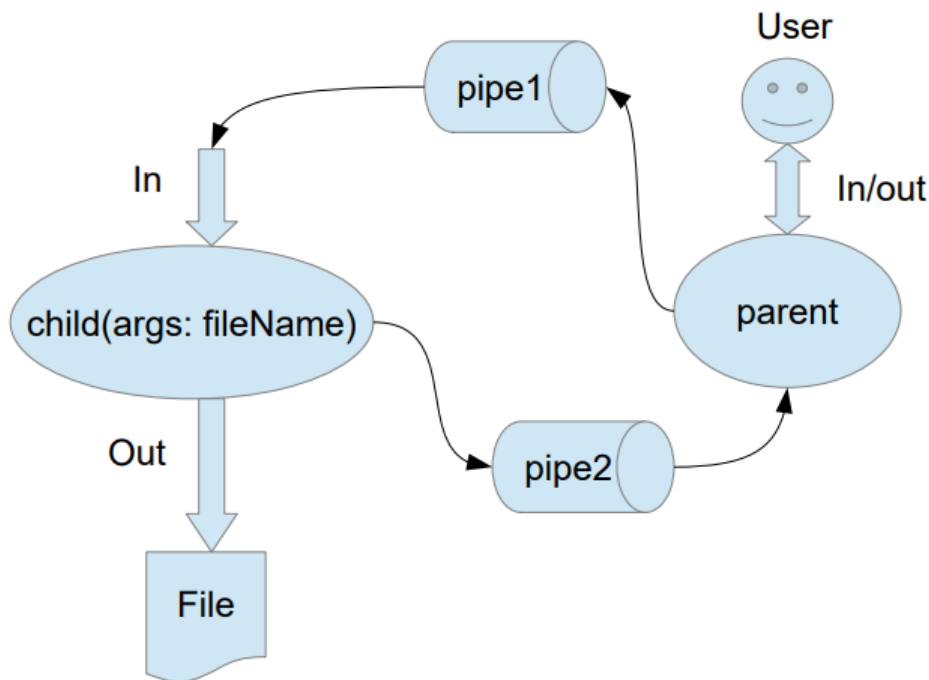 User
pipe1
In
In/out
child(args: fileName)
parent
Out
pipe2
File